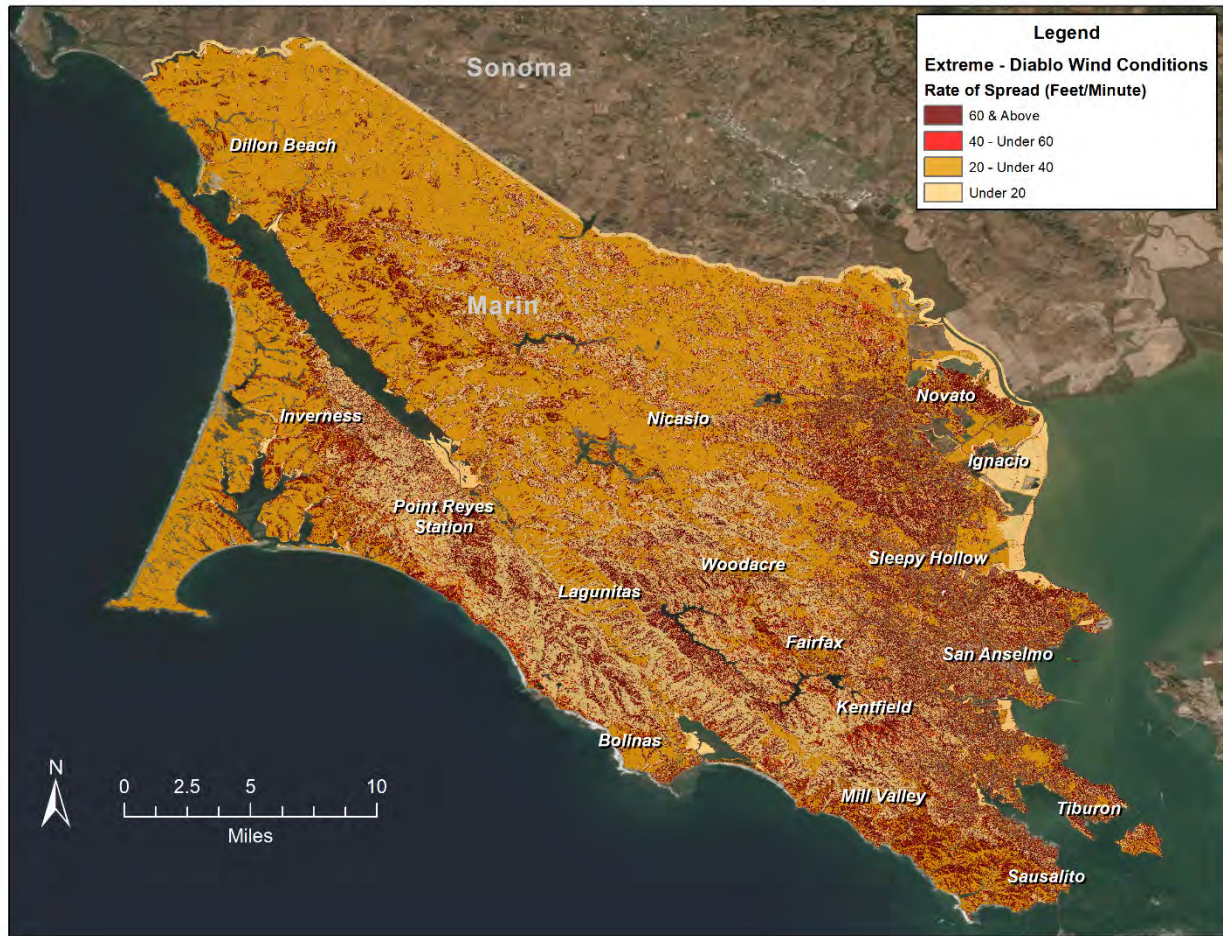 Legend
Extreme - Diablo Wind Conditions
Rate of Spread (Feet/Minute)
60 & Above
40 - Under 60
20 - Under 40
Under 20
Sonoma
Dillon Beach
Marin
Novato
Inverness
Nicasio
Ignacio
Point Reyes
Station
Sleepy Hollow
Woodacre
Lagunitas
Fairfax
San Anselmo
Kentfield
Bolinas
Mill Valley
Tiburon
Sausalito
N
0 2.5 5 10
Miles